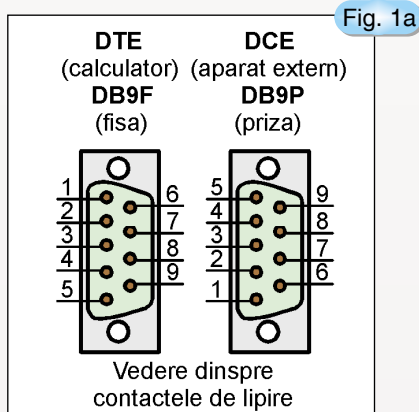 Fig. 1a
DTE DCE
(calculator) (aparat extern)
DB9F DB9P
(fisa) (priza)
1 6 5 9
2 7 4 8
3 8 3 7
4 9 2 6
5 1
Vedere dinspre
contactele de lipire